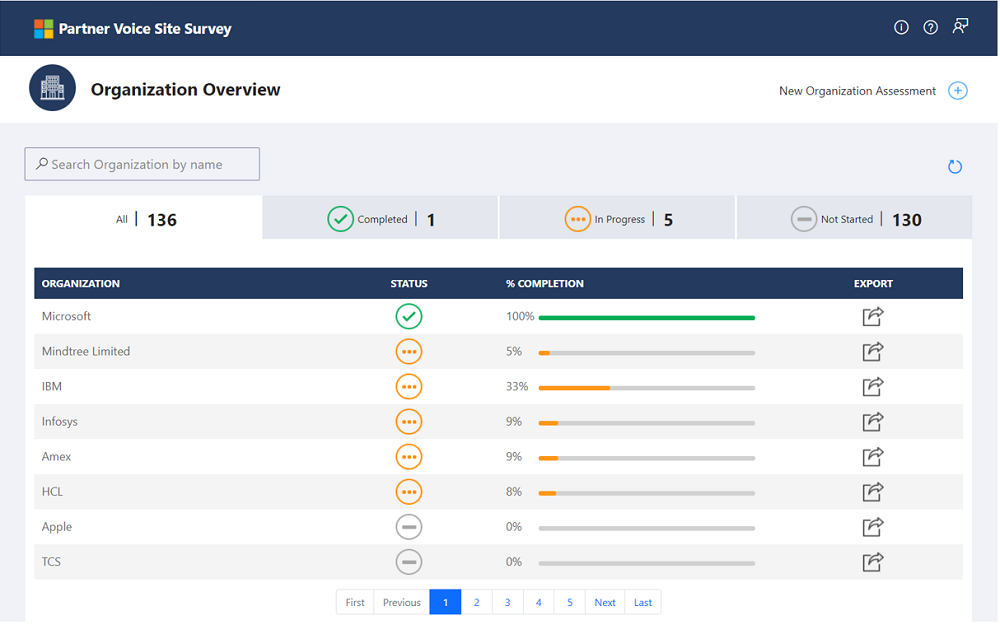 Partner Voice Site Survey
Organization Overview
New Organization Assessment
Search Organization by name
All | 136
Completed | 1
In Progress | 5
Not Started | 130
ORGANIZATION STATUS % COMPLETION EXPORT
Microsoft 100%
Mindtree Limited 5%
IBM 33%
Infosys 9%
Amex 9%
HCL 8%
Apple 0%
TCS 0%
First Previous 1 2 3 4 5 Next Last